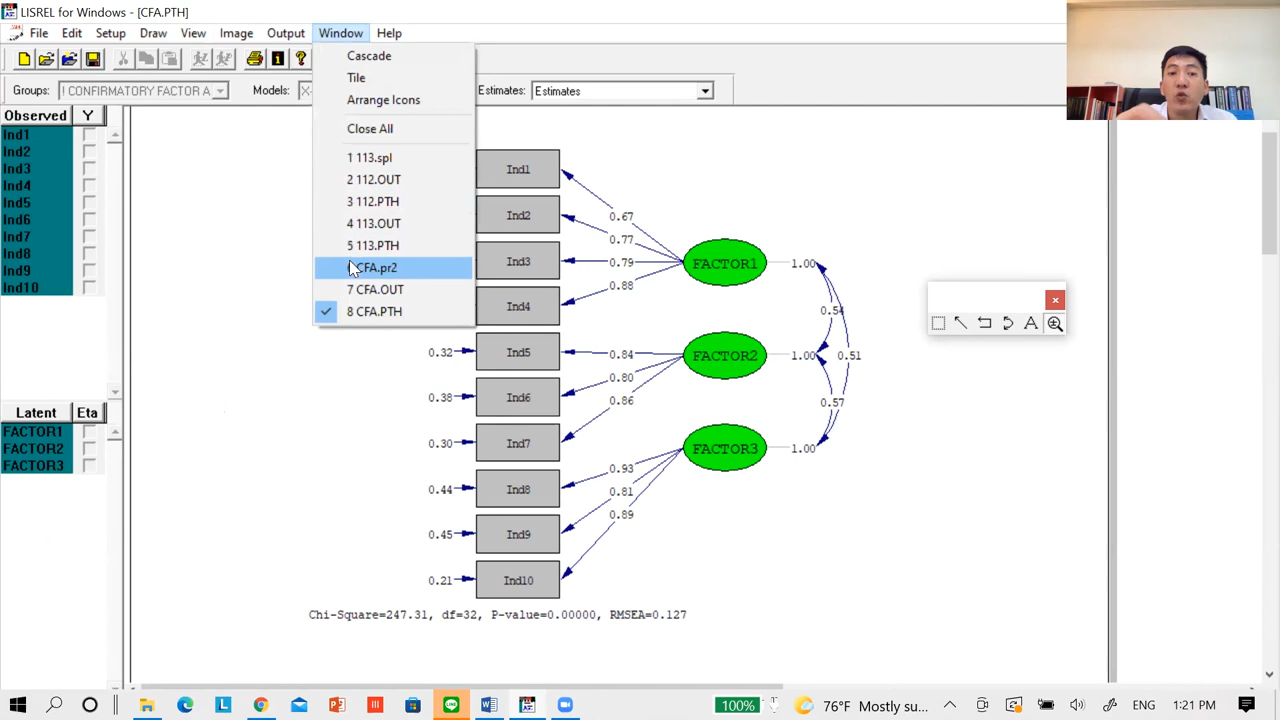 LISREL for Windows - [CFA.PTH]
File Edit Setup Draw View Image Output Window Help
Groups: ! CONFIRMATORY FACTOR A Models: X- Estimates: Estimates
Cascade
Tile
Arrange Icons
Close All
1 113.spl
2 112.OUT
3 112.PTH
4 113.OUT
5 113.PTH
CFA.pr2
7 CFA.OUT
8 CFA.PTH
Observed Y
Ind1
Ind2
Ind3
Ind4
Ind5
Ind6
Ind7
Ind8
Ind9
Ind10
Latent Eta
FACTOR1
FACTOR2
FACTOR3
Ind1
Ind2
Ind3
Ind4
0.32 Ind5
0.38 Ind6
0.30 Ind7
0.44 Ind8
0.45 Ind9
0.21 Ind10
0.67
0.77
0.79
0.88
0.84
0.80
0.86
0.93
0.81
0.89
FACTOR1 1.00
FACTOR2 1.00
FACTOR3 1.00
0.54
0.51
0.57
Chi-Square=247.31, df=32, P-value=0.00000, RMSEA=0.127
100% 76°F Mostly su... ENG 1:21 PM